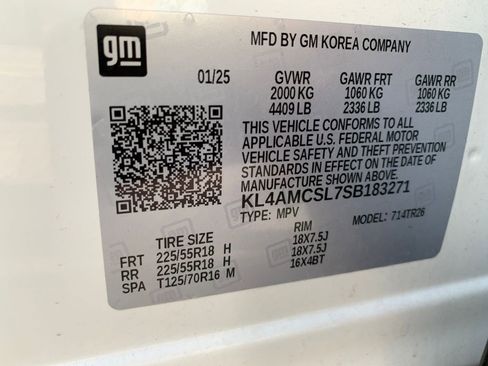 gm
MFD BY GM KOREA COMPANY
01/25 GVWR GAWR FRT GAWR RR
2000 KG 1060 KG 1060 KG
4409 LB 2336 LB 2336 LB
THIS VEHICLE CONFORMS TO ALL
APPLICABLE U.S. FEDERAL MOTOR
VEHICLE SAFETY AND THEFT PREVENTION
STANDARDS IN EFFECT ON THE DATE OF
MANUFACTURE SHOWN ABOVE.
KL4AMCSL7SB183271
TYPE: MPV MODEL: 714TR26
TIRE SIZE RIM
FRT 225/55R18 H 18X7.5J
RR 225/55R18 H 18X7.5J
SPA T125/70R16 M 16X4BT